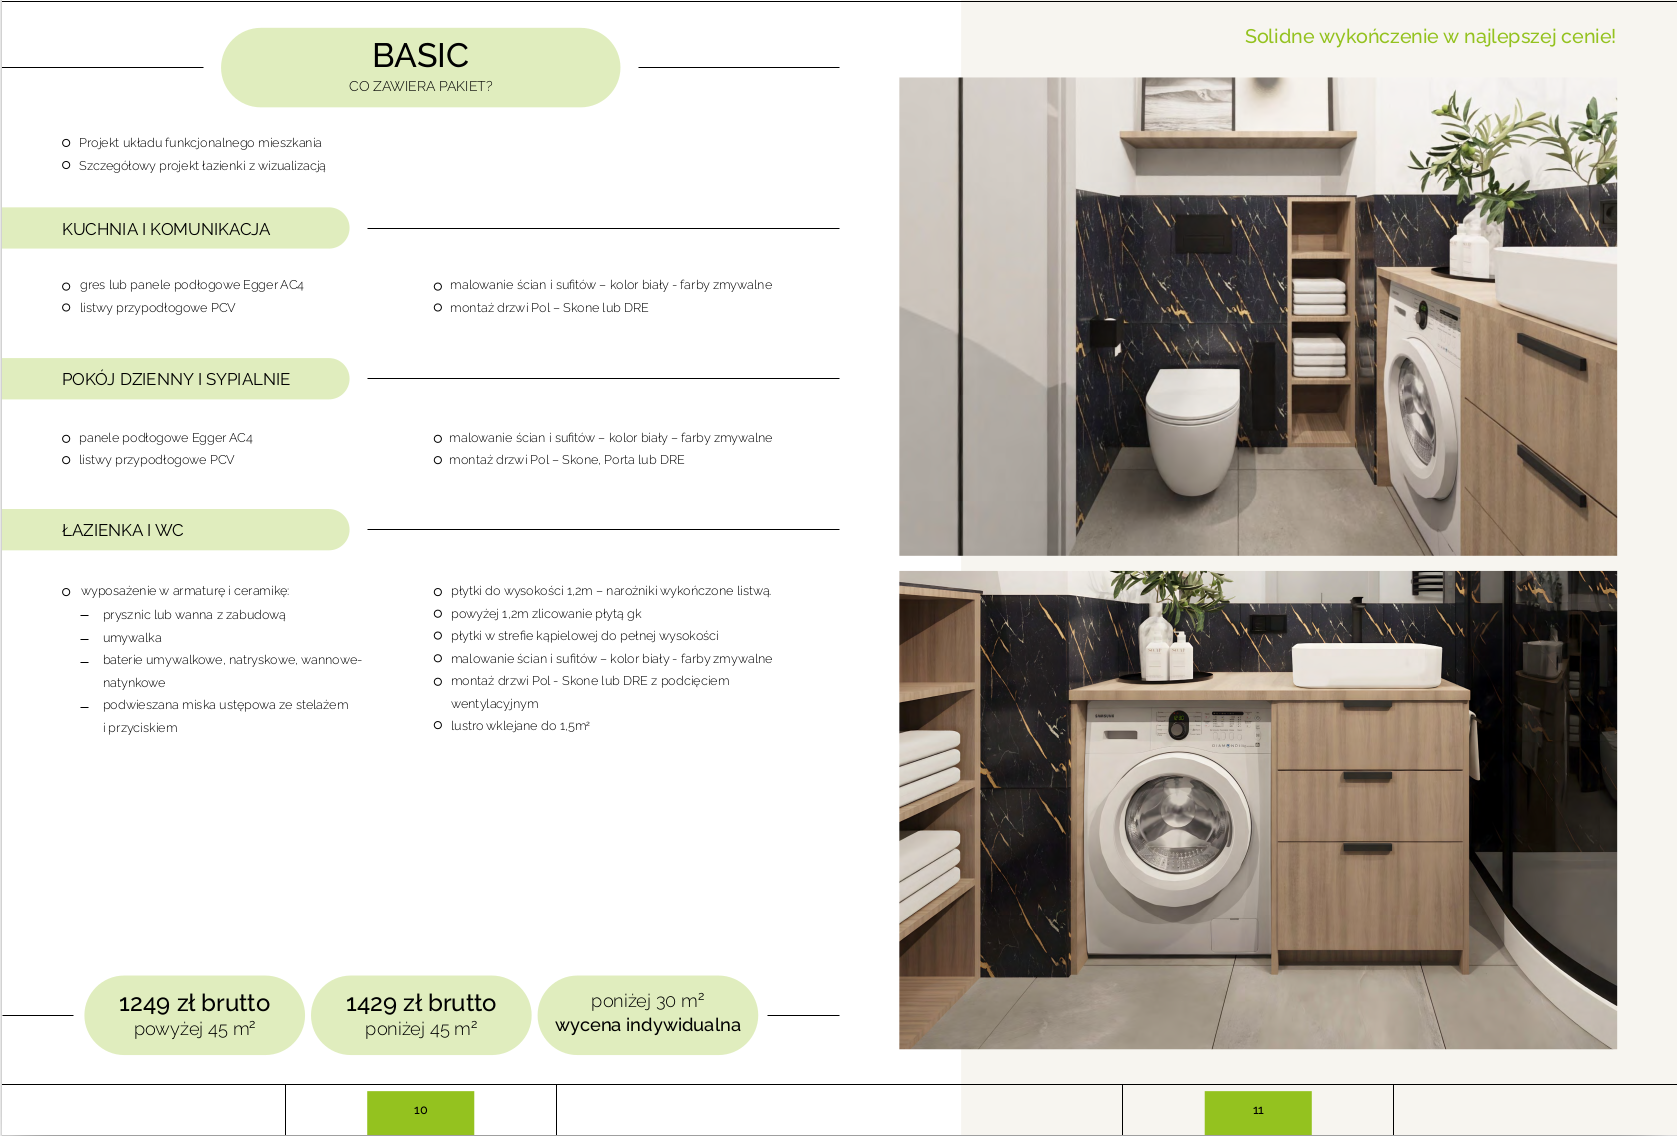 BASIC
CO ZAWIERA PAKIET?
Projekt układu funkcjonalnego mieszkania
Szczegółowy projekt łazienki z wizualizacją
KUCHNIA I KOMUNIKACJA
gres lub panele podłogowe Egger AC4
listwy przypodłogowe PCV
malowanie ścian i sufitów – kolor biały - farby zmywalne
montaż drzwi Pol – Skone lub DRE
POKÓJ DZIENNY I SYPIALNIE
panele podłogowe Egger AC4
listwy przypodłogowe PCV
malowanie ścian i sufitów – kolor biały – farby zmywalne
montaż drzwi Pol – Skone, Porta lub DRE
ŁAZIENKA I WC
wyposażenie w armaturę i ceramikę:
– prysznic lub wanna z zabudową
– umywalka
– baterie umywalkowe, natryskowe, wannowe-
natynkowe
– podwieszana miska ustępowa ze stelażem
i przyciskiem
płytki do wysokości 1,2m – narożniki wykończone listwą.
powyżej 1,2m zlicowanie płytą gk
płytki w strefie kąpielowej do pełnej wysokości
malowanie ścian i sufitów – kolor biały - farby zmywalne
montaż drzwi Pol - Skone lub DRE z podcięciem
wentylacyjnym
lustro wklejane do 1,5m²
1249 zł brutto
powyżej 45 m²
1429 zł brutto
poniżej 45 m²
poniżej 30 m²
wycena indywidualna
10
Solidne wykończenie w najlepszej cenie!
SAMSUNG
11